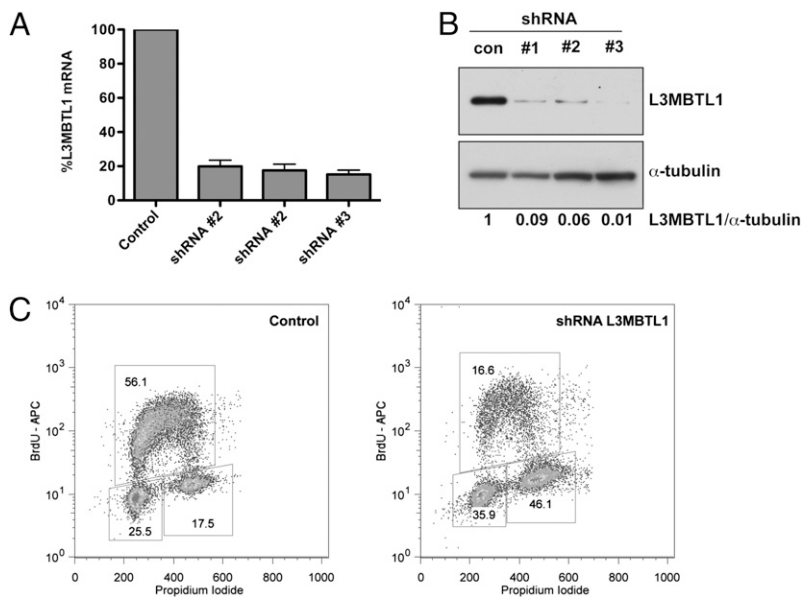 A
%L3MBTL1 mRNA
100
80
60
40
20
0
Control
shRNA #2
shRNA #2
shRNA #3
B
shRNA
con #1 #2 #3
L3MBTL1
α-tubulin
1 0.09 0.06 0.01 L3MBTL1/α-tubulin
C
Control
BrdU - APC
10⁴
10³
10²
10¹
10⁰
56.1
25.5
17.5
0 200 400 600 800 1000
Propidium Iodide
shRNA L3MBTL1
BrdU - APC
10⁴
10³
10²
10¹
10⁰
16.6
35.9
46.1
0 200 400 600 800 1000
Propidium Iodide